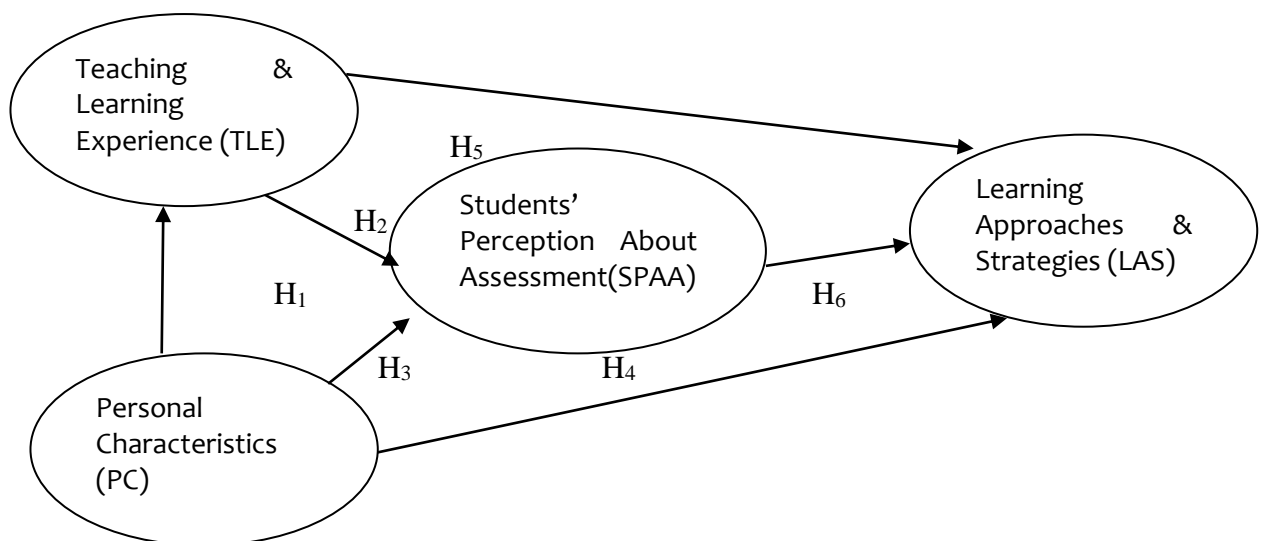 Teaching &
Learning
Experience (TLE)
H5
Students’
Perception About
Assessment(SPAA)
Learning
Approaches &
Strategies (LAS)
H2
H1
H6
H3
H4
Personal
Characteristics
(PC)